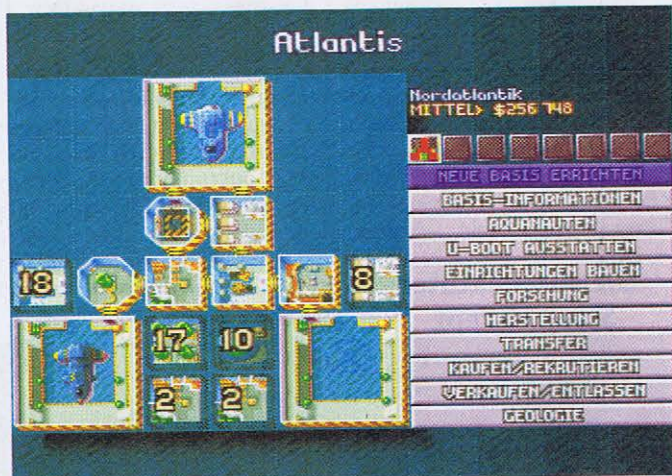 Atlantis
Nordatlantik
MITTEL> $256 748
NEUE BASIS ERRICHTEN
BASIS-INFORMATIONEN
AQUANAUTEN
U-BOOT AUSSTATTEN
EINRICHTUNGEN BAUEN
FORSCHUNG
HERSTELLUNG
TRANSFER
KAUFEN/REKRUTIEREN
VERKAUFEN/ENTLASSEN
GEOLOGIE
18
8
17
10
2
2